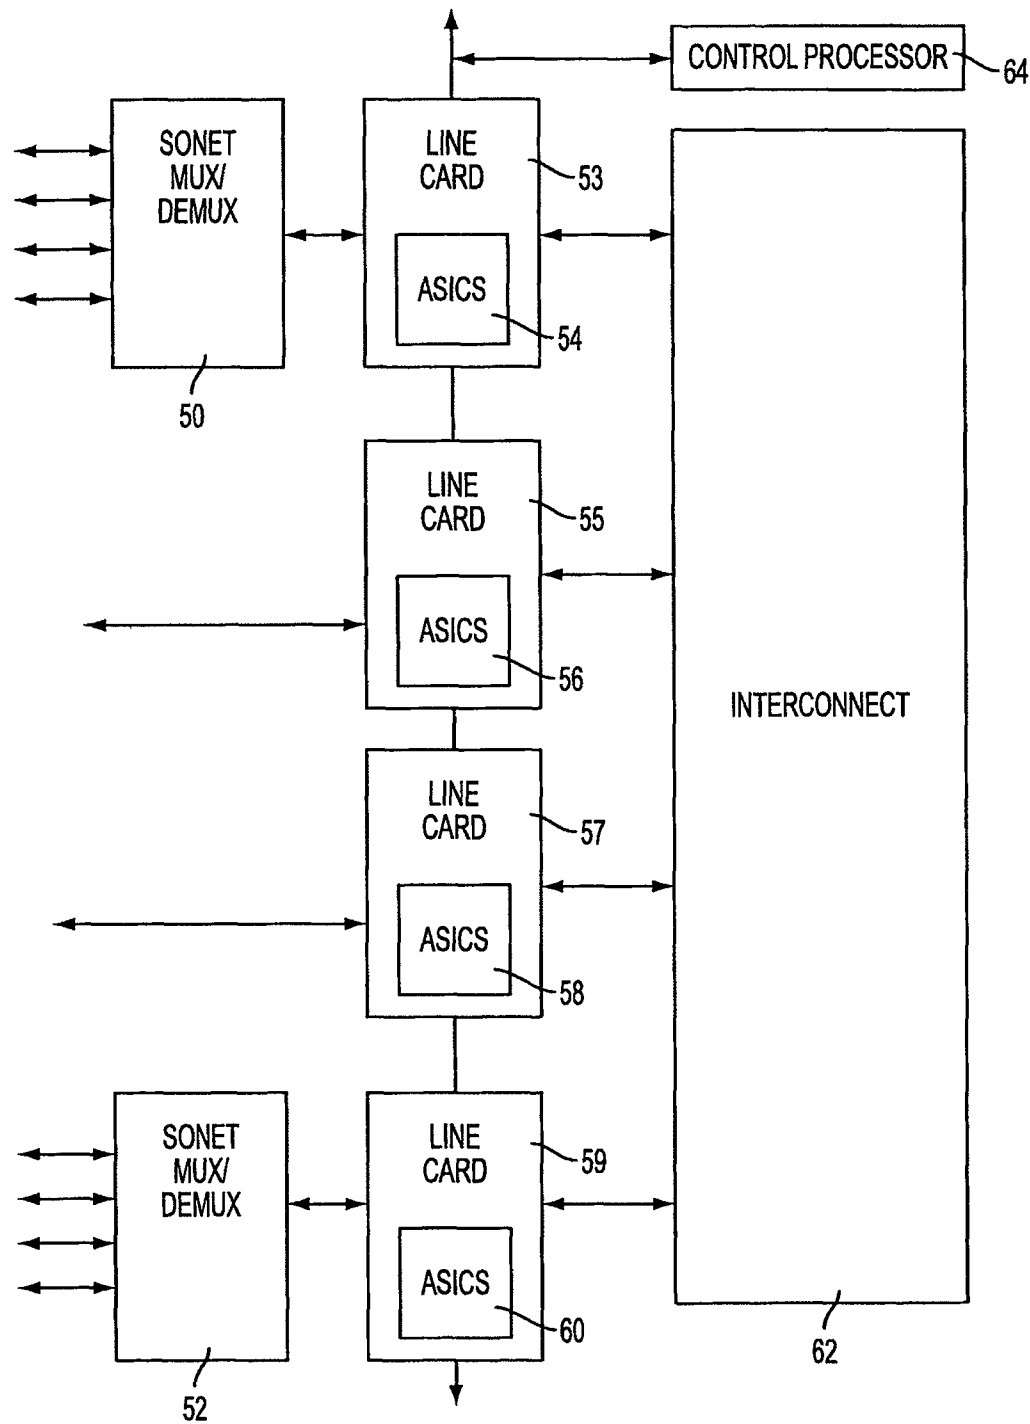 CONTROL PROCESSOR
64
SONET
MUX/
DEMUX
50
LINE
CARD
53
ASICS
54
LINE
CARD
55
ASICS
56
INTERCONNECT
62
LINE
CARD
57
ASICS
58
SONET
MUX/
DEMUX
52
LINE
CARD
59
ASICS
60